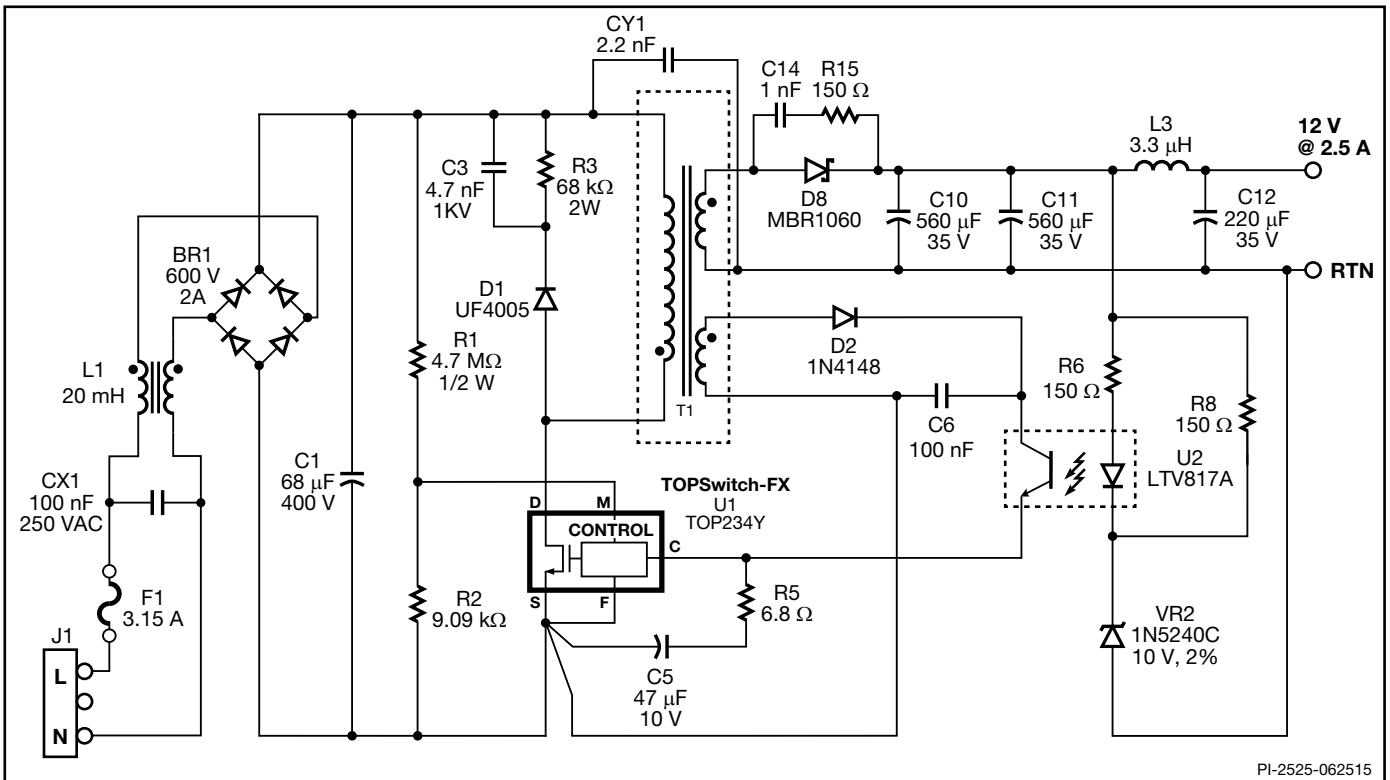 CY1
2.2 nF
C14
1 nF
R15
150 Ω
L3
3.3 μH
12 V
@ 2.5 A
C3
4.7 nF
1KV
R3
68 kΩ
2W
D8
MBR1060
C10
560 μF
35 V
C11
560 μF
35 V
C12
220 μF
35 V
RTN
BR1
600 V
2A
D1
UF4005
R1
4.7 MΩ
1/2 W
D2
1N4148
L1
20 mH
T1
C6
100 nF
R6
150 Ω
R8
150 Ω
U2
LTV817A
CX1
100 nF
250 VAC
C1
68 μF
400 V
TOPSwitch-FX
U1
TOP234Y
D
M
CONTROL
C
S
F
F1
3.15 A
R2
9.09 kΩ
R5
6.8 Ω
VR2
1N5240C
10 V, 2%
J1
L
N
C5
47 μF
10 V
PI-2525-062515